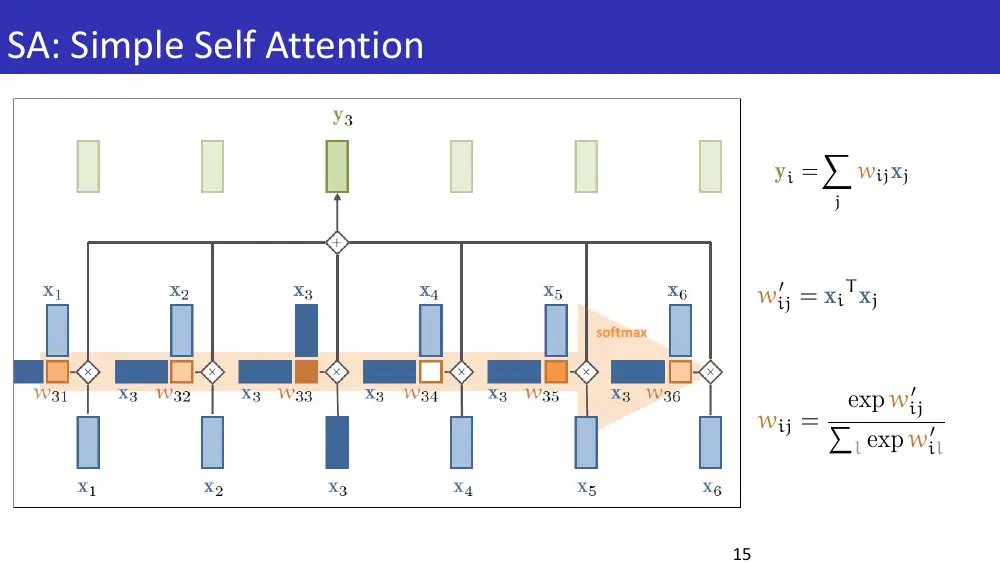 SA: Simple Self Attention
y₃
x₁ x₂ x₃ x₄ x₅ x₆
softmax
w₃₁ x₃ w₃₂ x₃ w₃₃ x₃ w₃₄ x₃ w₃₅ x₃ w₃₆
x₁ x₂ x₃ x₄ x₅ x₆
yᵢ = ∑ⱼ wᵢⱼxⱼ
w′ᵢⱼ = xᵢᵀxⱼ
wᵢⱼ = exp w′ᵢⱼ / ∑ₗ exp w′ᵢₗ
15